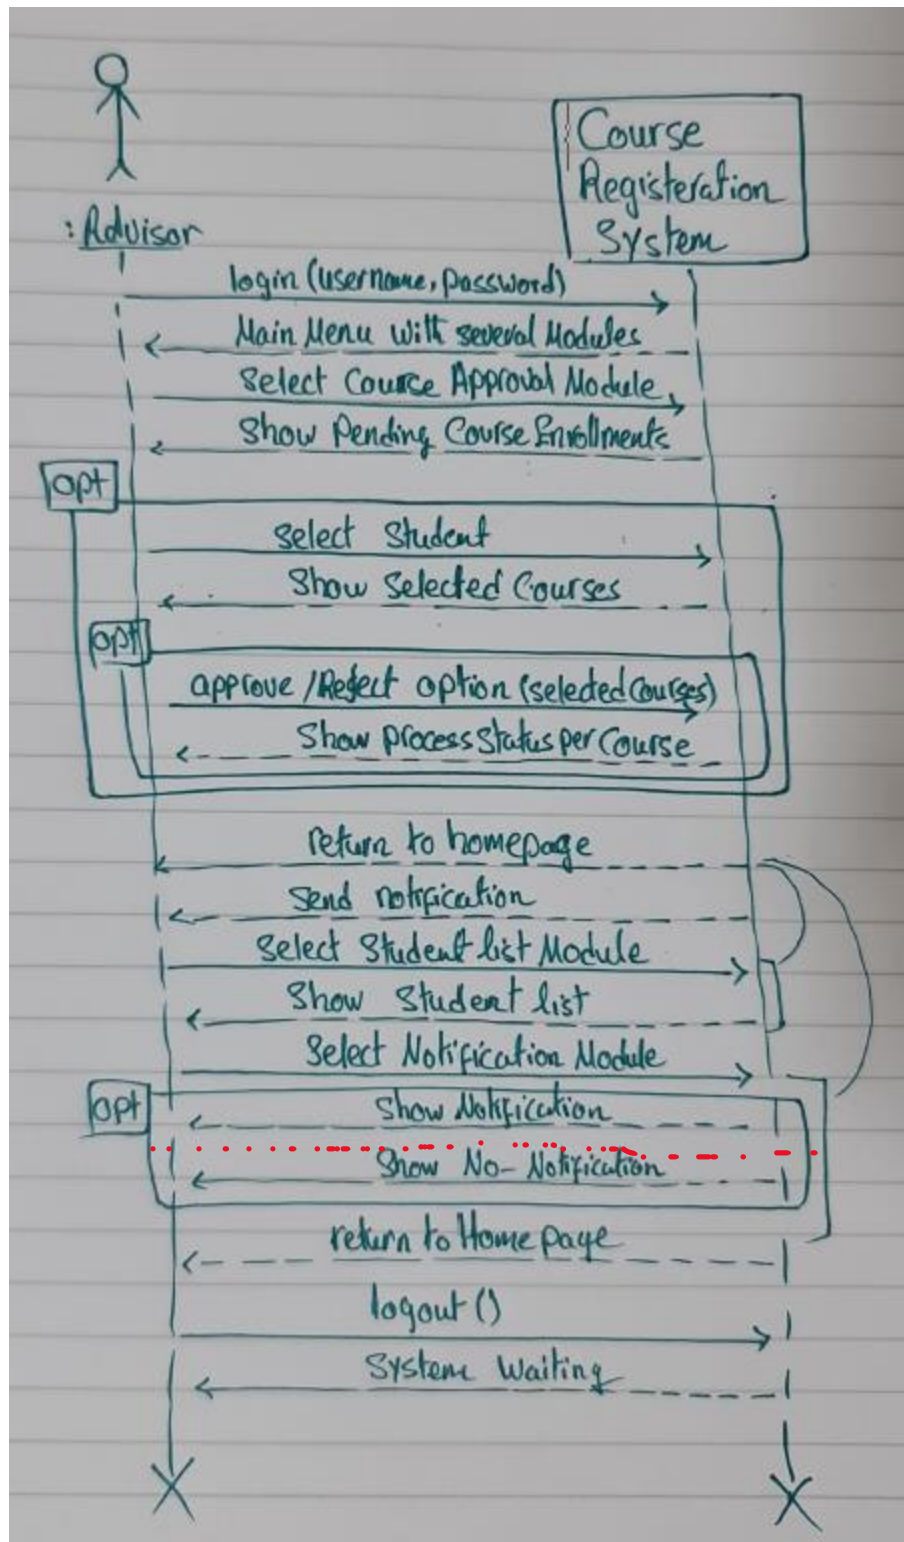 Course
Registeration
System
: Advisor
login (username, password)
Main Menu with several Modules
Select Course Approval Module
Show Pending Course Enrollments
opt
Select Student
Show Selected Courses
opt
approve / Reject option (selected Courses)
Show process status per Course
return to homepage
Send notification
Select Student list Module
Show Student list
Select Notification Module
opt
Show Notification
Show No-Notification
return to Home page
logout ()
System Waiting